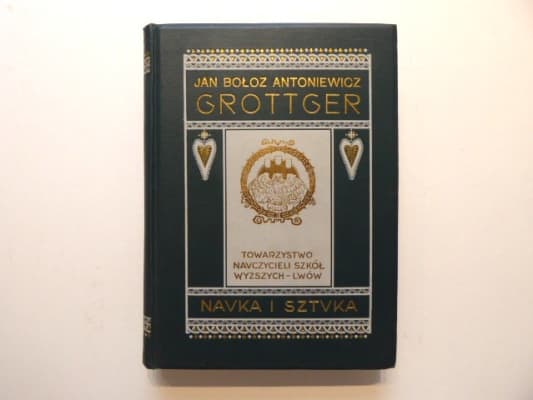 JAN BOŁOZ ANTONIEWICZ
GROTTGER
TOWARZYSTWO
NAVCZYCIELI SZKÓŁ
WYŻSZYCH-LWÓW
NAVKA I SZTVKA